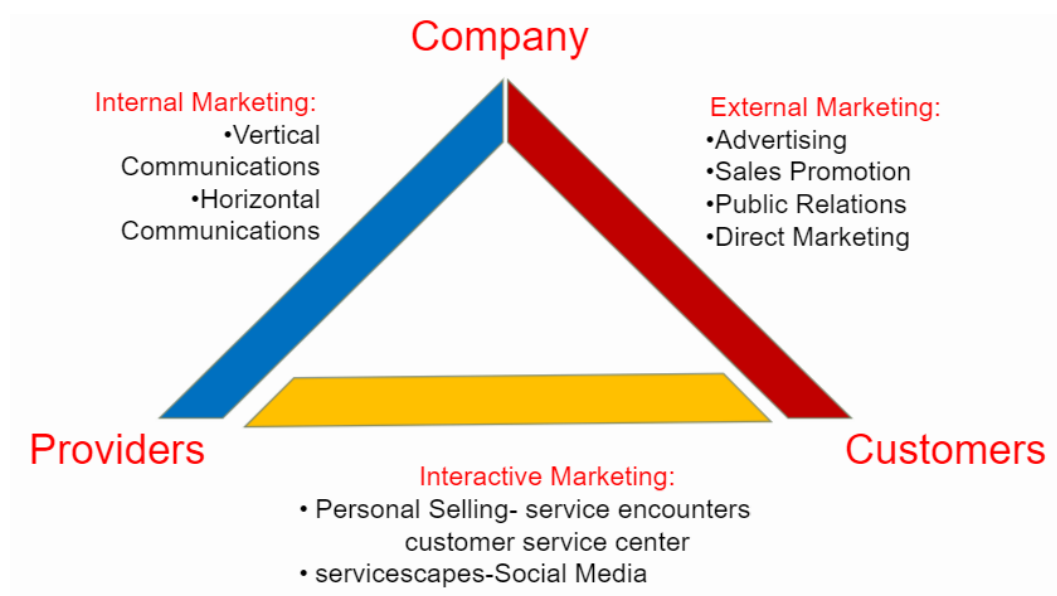 Company
Internal Marketing:
•Vertical
Communications
•Horizontal
Communications
External Marketing:
•Advertising
•Sales Promotion
•Public Relations
•Direct Marketing
Providers
Customers
Interactive Marketing:
• Personal Selling- service encounters
customer service center
• servicescapes-Social Media